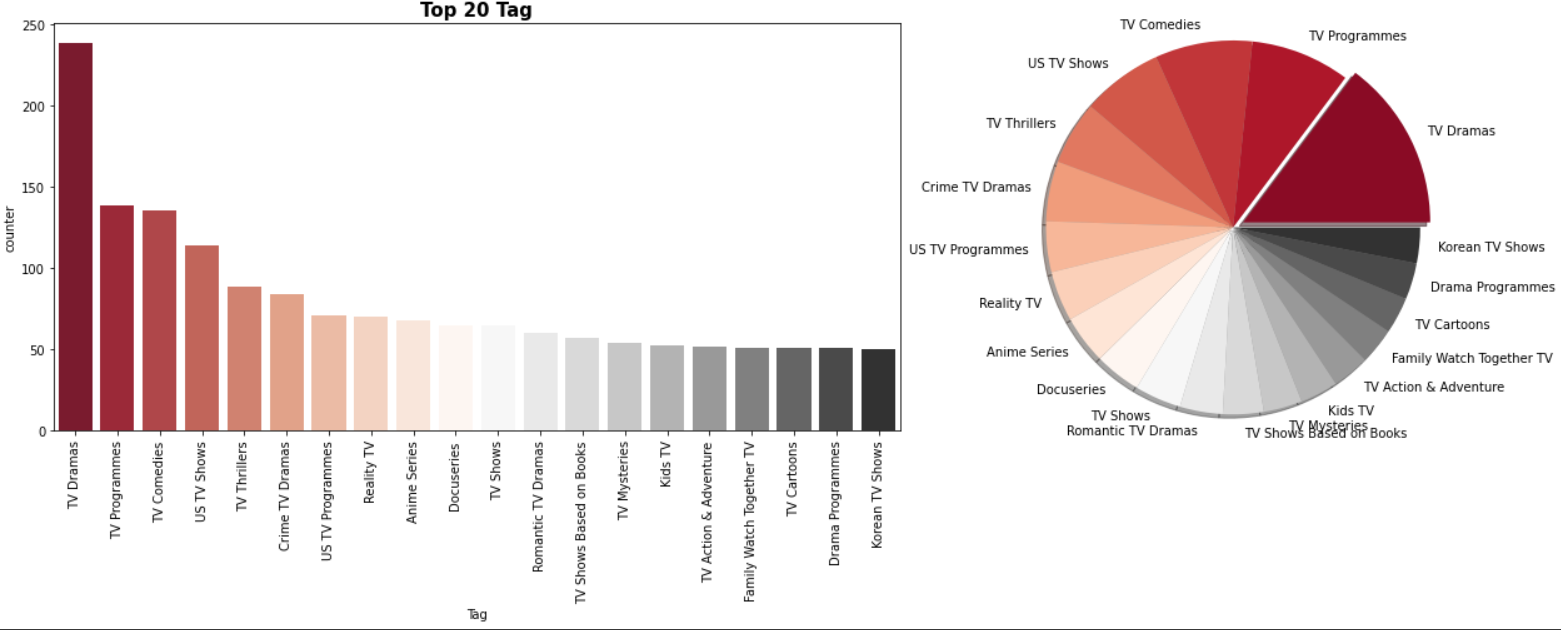 Top 20 Tag
250
200
150
100
50
0
counter
TV Dramas
TV Programmes
TV Comedies
US TV Shows
TV Thrillers
Crime TV Dramas
US TV Programmes
Reality TV
Anime Series
Docuseries
TV Shows
Romantic TV Dramas
TV Shows Based on Books
TV Mysteries
Kids TV
TV Action & Adventure
Family Watch Together TV
TV Cartoons
Drama Programmes
Korean TV Shows
Tag
TV Dramas
TV Programmes
TV Comedies
US TV Shows
TV Thrillers
Crime TV Dramas
US TV Programmes
Reality TV
Anime Series
Docuseries
TV Shows
Romantic TV Dramas
TV Shows Based on Books
TV Mysteries
Kids TV
TV Action & Adventure
Family Watch Together TV
TV Cartoons
Drama Programmes
Korean TV Shows